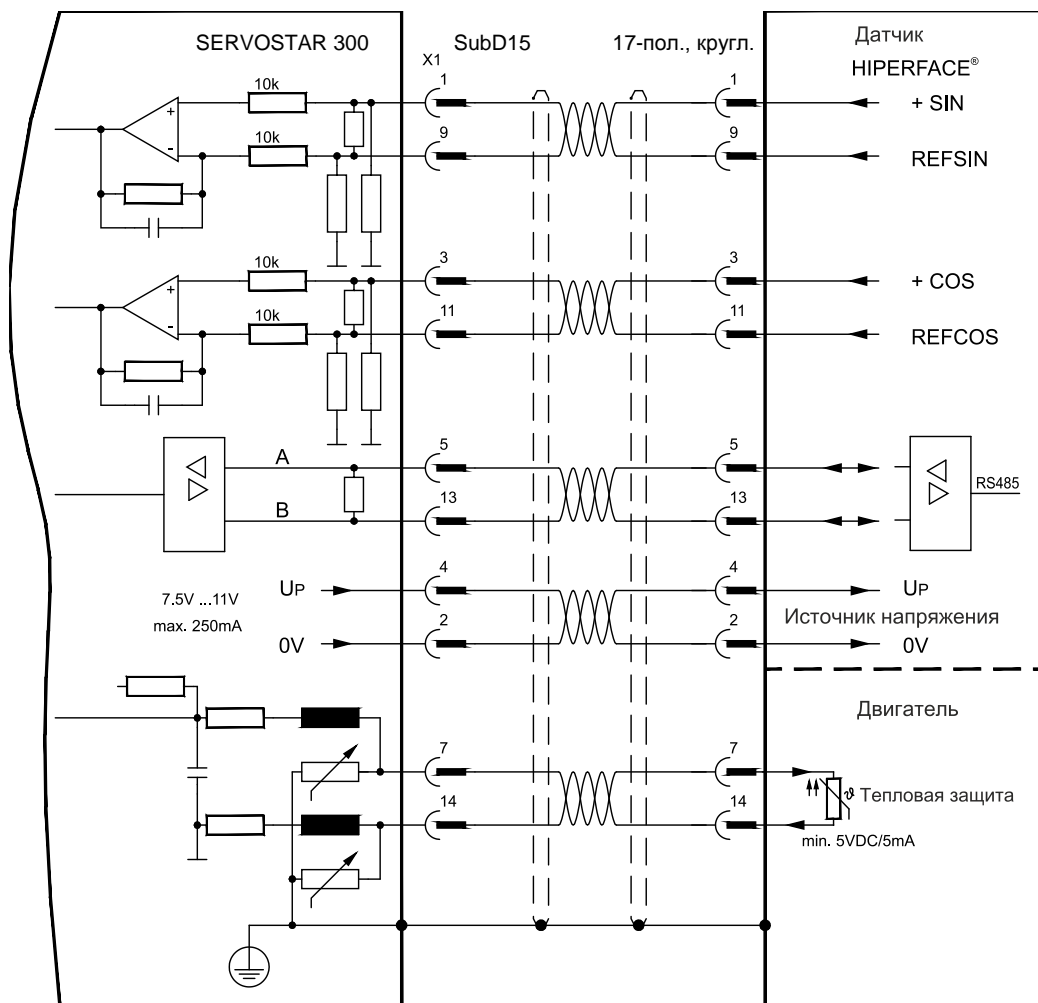 SERVOSTAR 300
SubD15
17-пол., кругл.
Датчик
HIPERFACE®
X1
10k
+
1
1
+ SIN
10k
-
9
9
REFSIN
10k
+
3
3
+ COS
10k
-
11
11
REFCOS
A
5
5
RS485
B
13
13
7.5V ...11V
max. 250mA
UP
4
4
UP
Источник напряжения
0V
2
2
0V
Двигатель
7
7
ϑ Тепловая защита
14
14
min. 5VDC/5mA